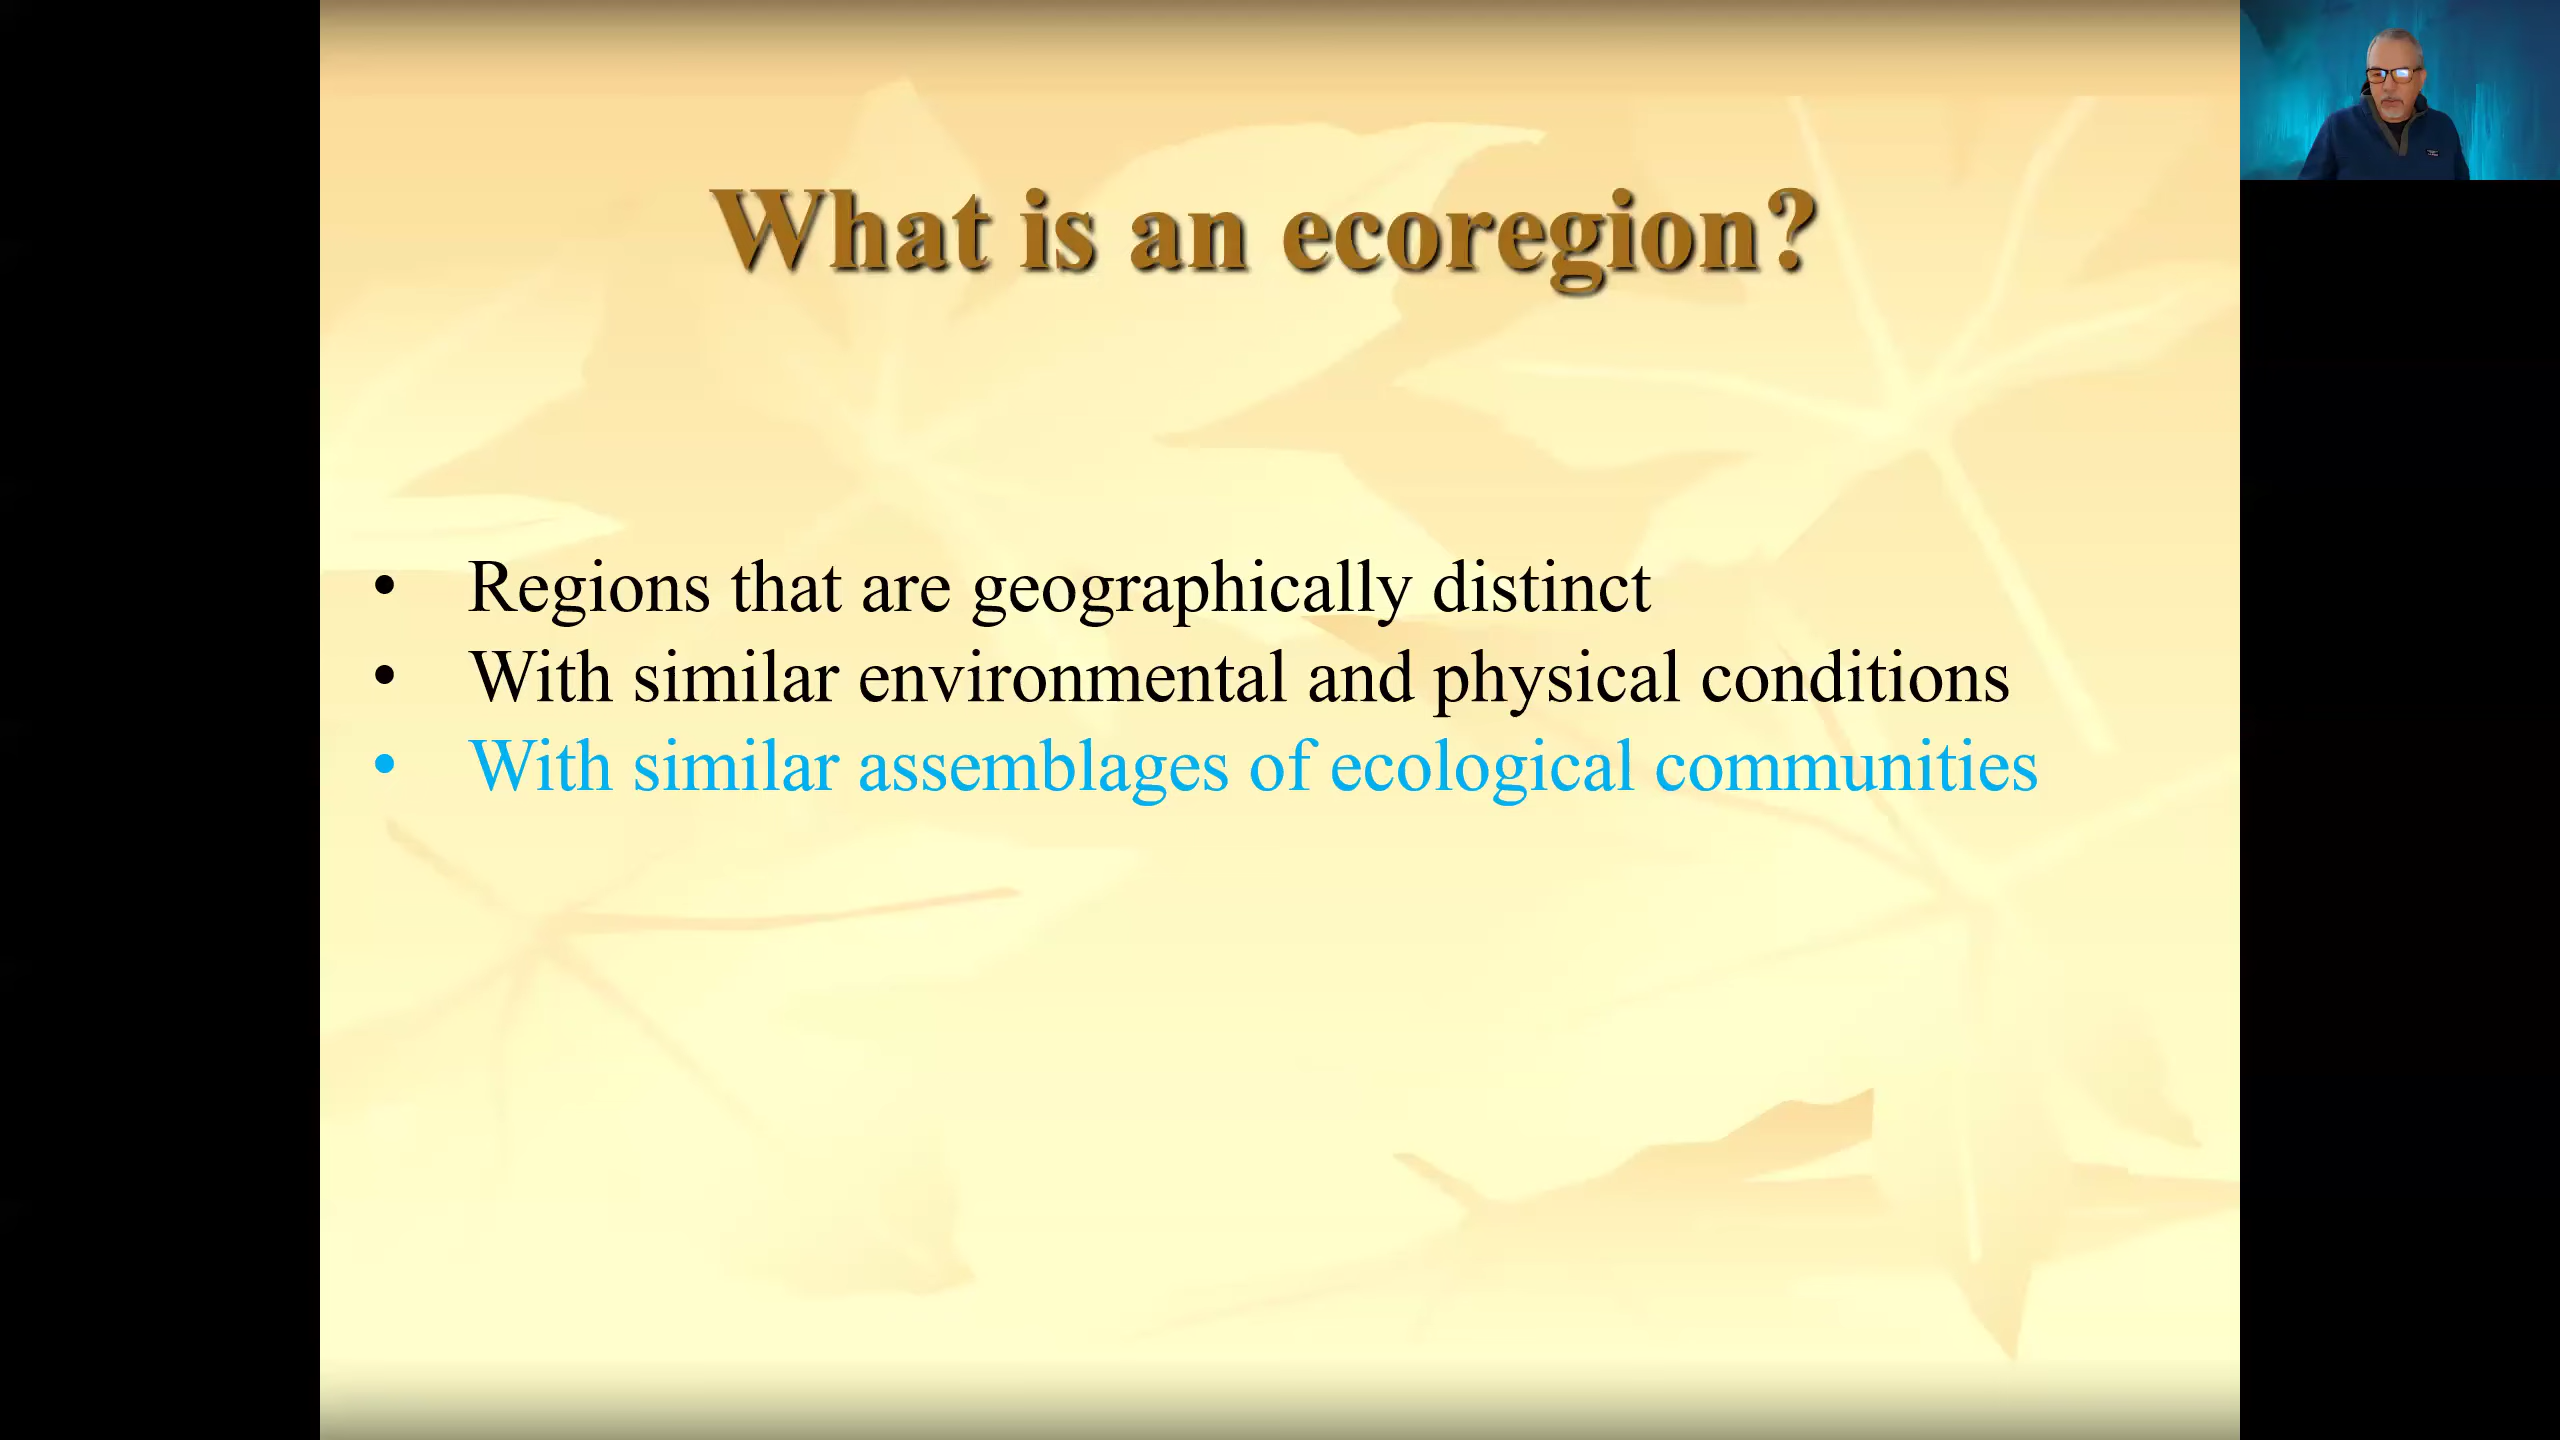 What is an ecoregion?
• Regions that are geographically distinct
• With similar environmental and physical conditions
• With similar assemblages of ecological communities